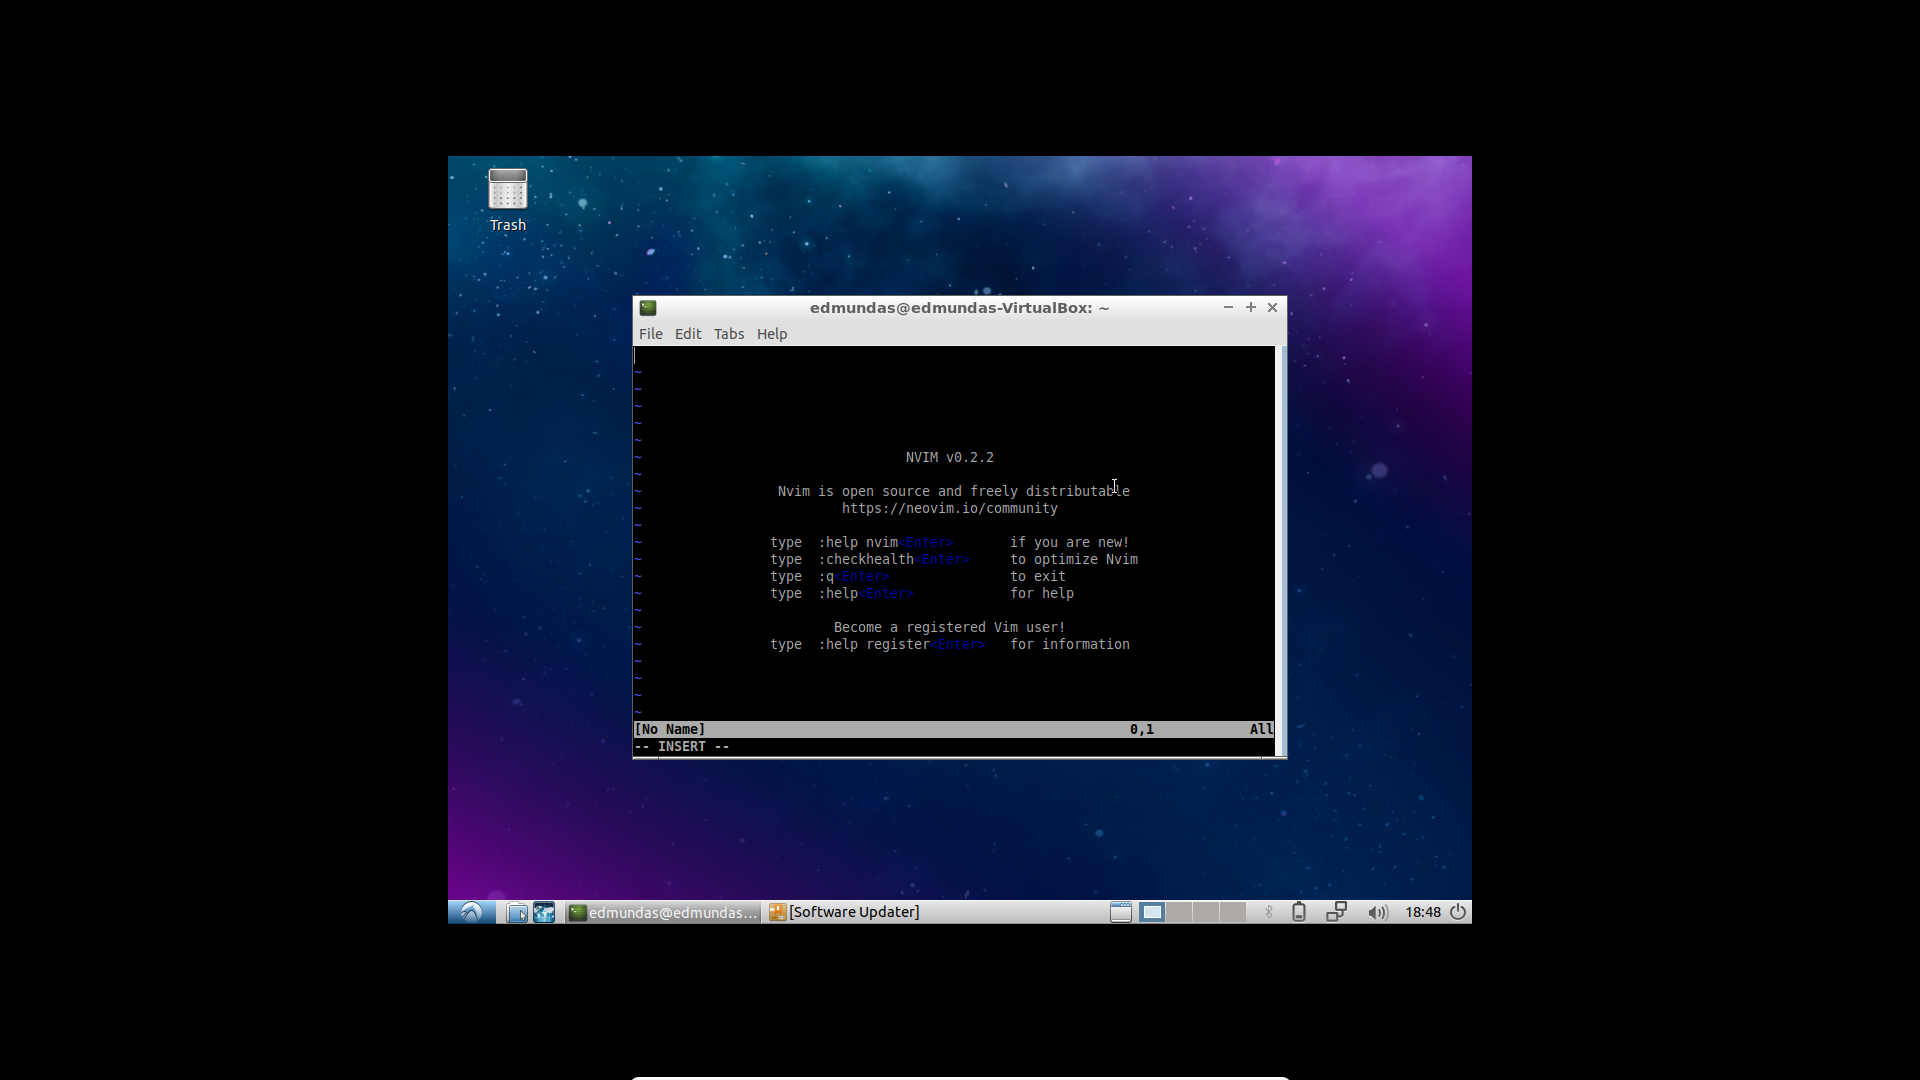 Trash
edmundas@edmundas-VirtualBox: ~
File Edit Tabs Help
~
~
~
~
~
~ NVIM v0.2.2
~
~ Nvim is open source and freely distributable
~ https://neovim.io/community
~
~ type :help nvim<Enter> if you are new!
~ type :checkhealth<Enter> to optimize Nvim
~ type :q<Enter> to exit
~ type :help<Enter> for help
~
~ Become a registered Vim user!
~ type :help register<Enter> for information
~
~
~
~
[No Name] 0,1 All
-- INSERT --
edmundas@edmundas... [Software Updater] 18:48